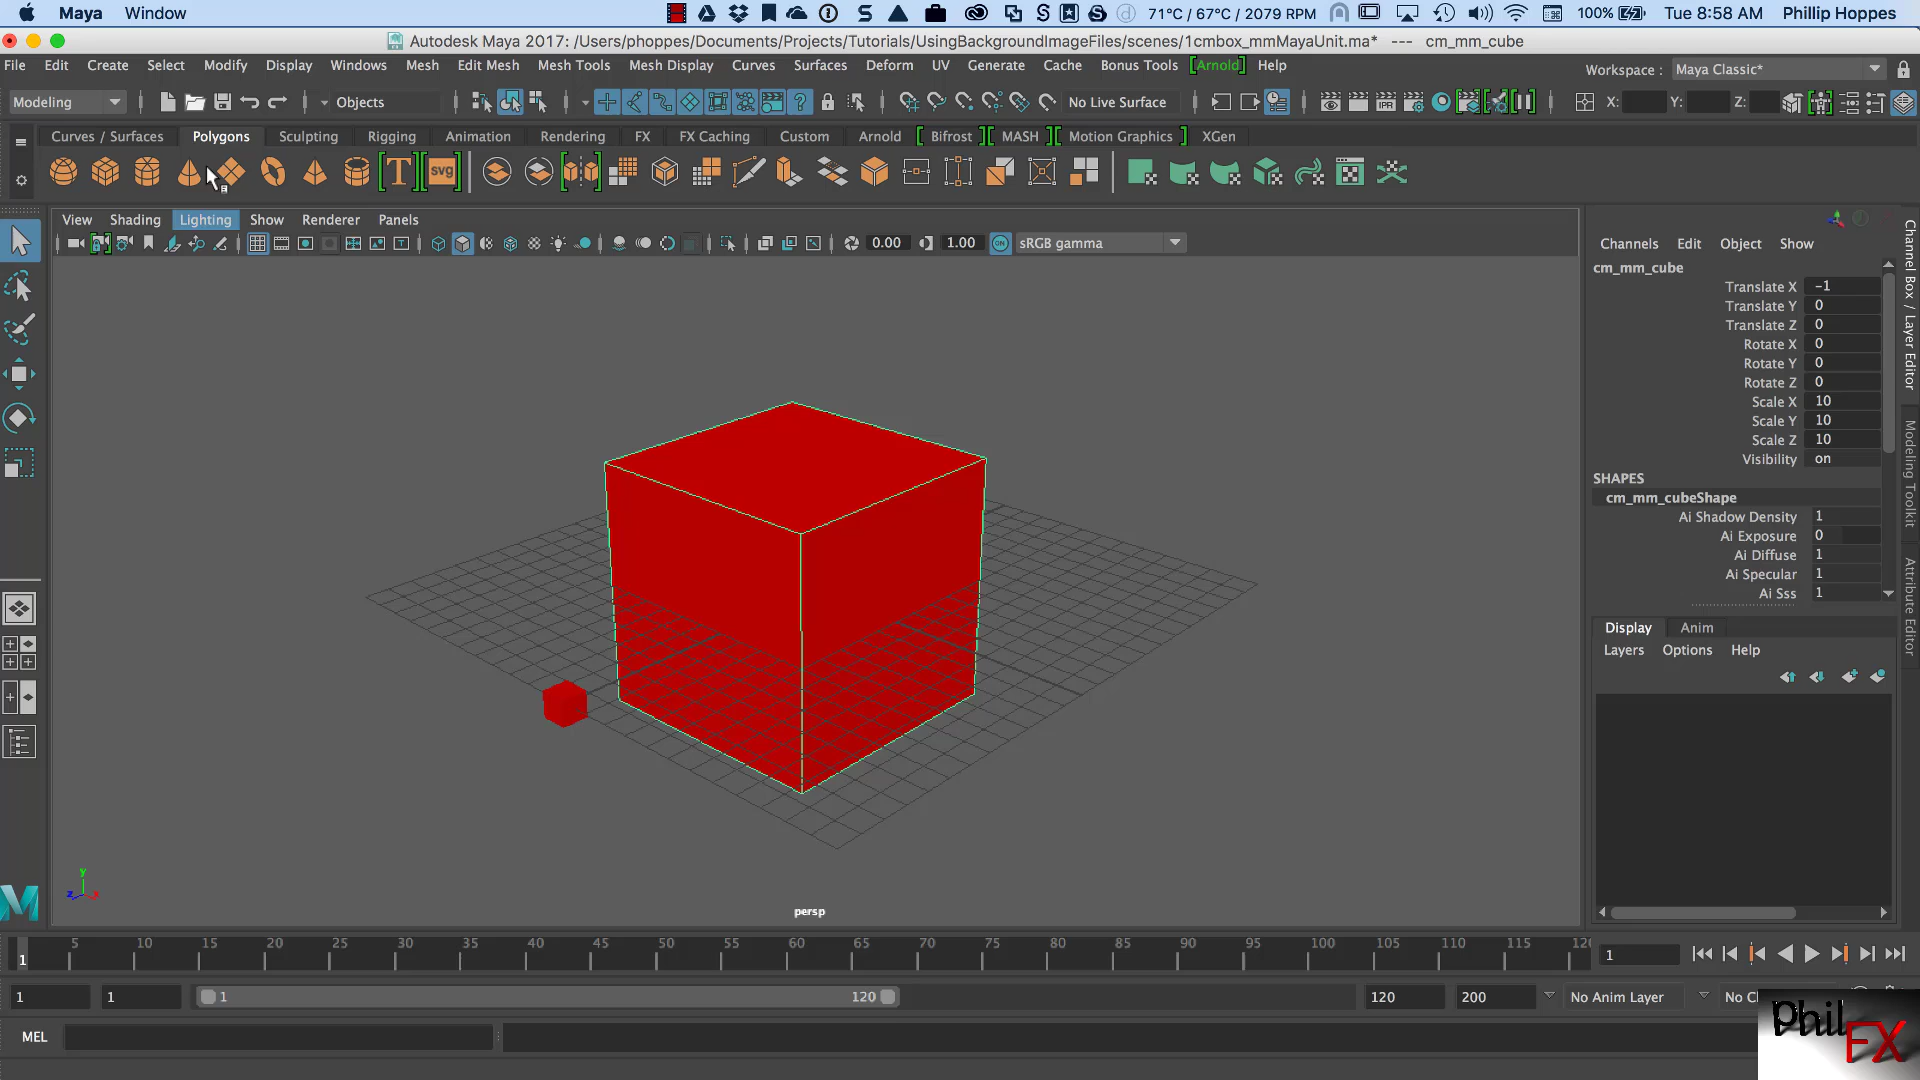 Maya Window 71°C / 67°C / 2079 RPM 100% Tue 8:58 AM Phillip Hoppes
Autodesk Maya 2017: /Users/phoppes/Documents/Projects/Tutorials/UsingBackgroundImageFiles/scenes/1cmbox_mmMayaUnit.ma* --- cm_mm_cube
File Edit Create Select Modify Display Windows Mesh Edit Mesh Mesh Tools Mesh Display Curves Surfaces Deform UV Generate Cache Bonus Tools [Arnold] Help Workspace : Maya Classic*
Modeling Objects No Live Surface IPR X: Y: Z:
Curves / Surfaces Polygons Sculpting Rigging Animation Rendering FX FX Caching Custom Arnold [ Bifrost ] [ MASH ] [ Motion Graphics ] XGen
T svg
View Shading Lighting Show Renderer Panels
0.00 1.00 ON sRGB gamma
Channels Edit Object Show
cm_mm_cube
Translate X -1
Translate Y 0
Translate Z 0
Rotate X 0
Rotate Y 0
Rotate Z 0
Scale X 10
Scale Y 10
Scale Z 10
Visibility on
SHAPES
cm_mm_cubeShape
Ai Shadow Density 1
Ai Exposure 0
Ai Diffuse 1
Ai Specular 1
Ai Sss 1
Display Anim
Layers Options Help
Channel Box / Layer Editor
Modeling Toolkit
Attribute Editor
y
z x
persp
M
5 10 15 20 25 30 35 40 45 50 55 60 65 70 75 80 85 90 95 100 105 110 115 120
1 1
1 1 1 120 120 200 No Anim Layer
MEL
Phil
FX